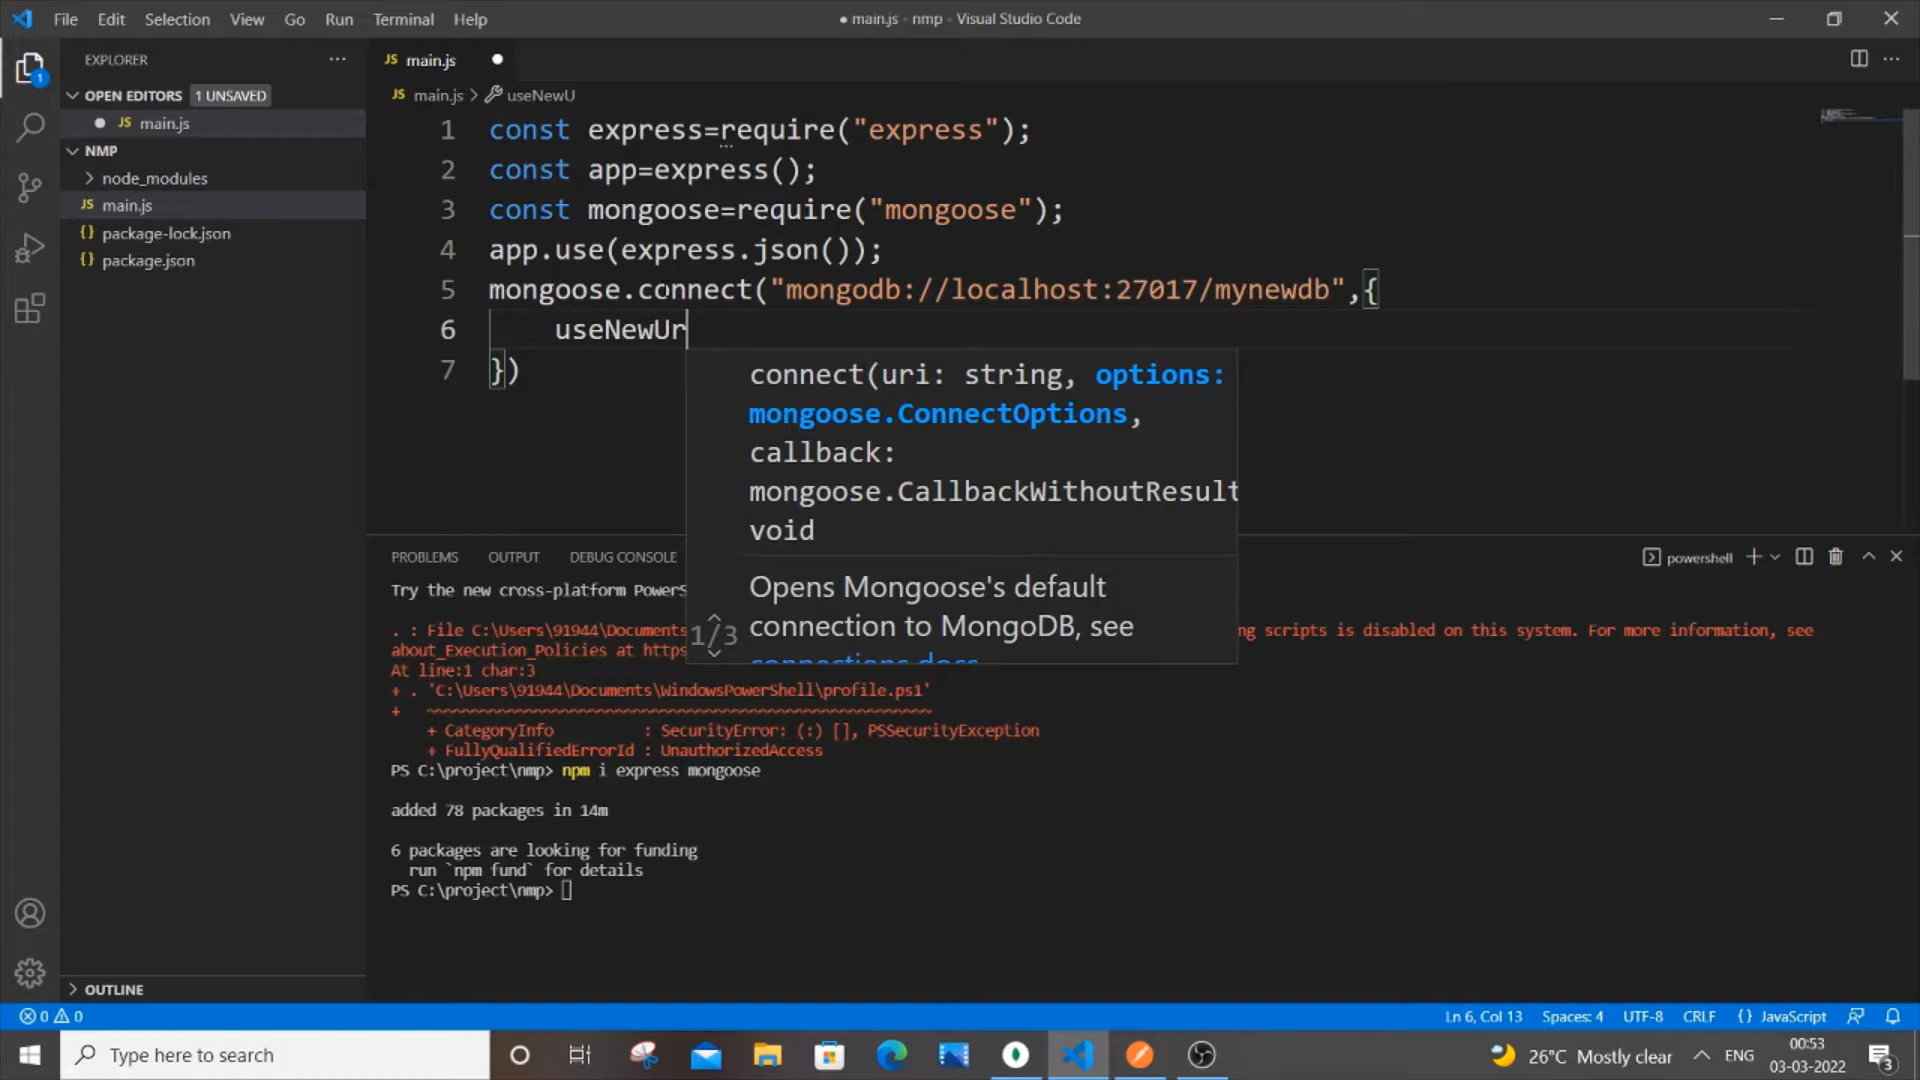 File Edit Selection View Go Run Terminal Help
● main.js - nmp - Visual Studio Code
EXPLORER
OPEN EDITORS 1 UNSAVED
JS main.js
NMP
node_modules
JS main.js
{} package-lock.json
{} package.json
OUTLINE
JS main.js
JS main.js > useNewU
1 const express=require("express");
2 const app=express();
3 const mongoose=require("mongoose");
4 app.use(express.json());
5 mongoose.connect("mongodb://localhost:27017/mynewdb",{
6 useNewUr
7 })
connect(uri: string, options:
mongoose.ConnectOptions,
callback:
mongoose.CallbackWithoutResult
void
Opens Mongoose's default
1/3
connection to MongoDB, see
connections docs
PROBLEMS OUTPUT DEBUG CONSOLE
powershell
Try the new cross-platform PowerS
. : File C:\Users\91944\Documents
ng scripts is disabled on this system. For more information, see
about_Execution_Policies at https
At line:1 char:3
+ . 'C:\Users\91944\Documents\WindowsPowerShell\profile.ps1'
+ ~~~~~~~~~~~~~~~~~~~~~~~~~~~~~~~~~~~~~~~~~~~~~~~~~~~~~~~~
+ CategoryInfo : SecurityError: (:) [], PSSecurityException
+ FullyQualifiedErrorId : UnauthorizedAccess
PS C:\project\nmp> npm i express mongoose
added 78 packages in 14m
6 packages are looking for funding
run `npm fund` for details
PS C:\project\nmp>
0 0
Ln 6, Col 13 Spaces: 4 UTF-8 CRLF {} JavaScript
Type here to search
26°C Mostly clear
ENG
00:53
03-03-2022
3
1